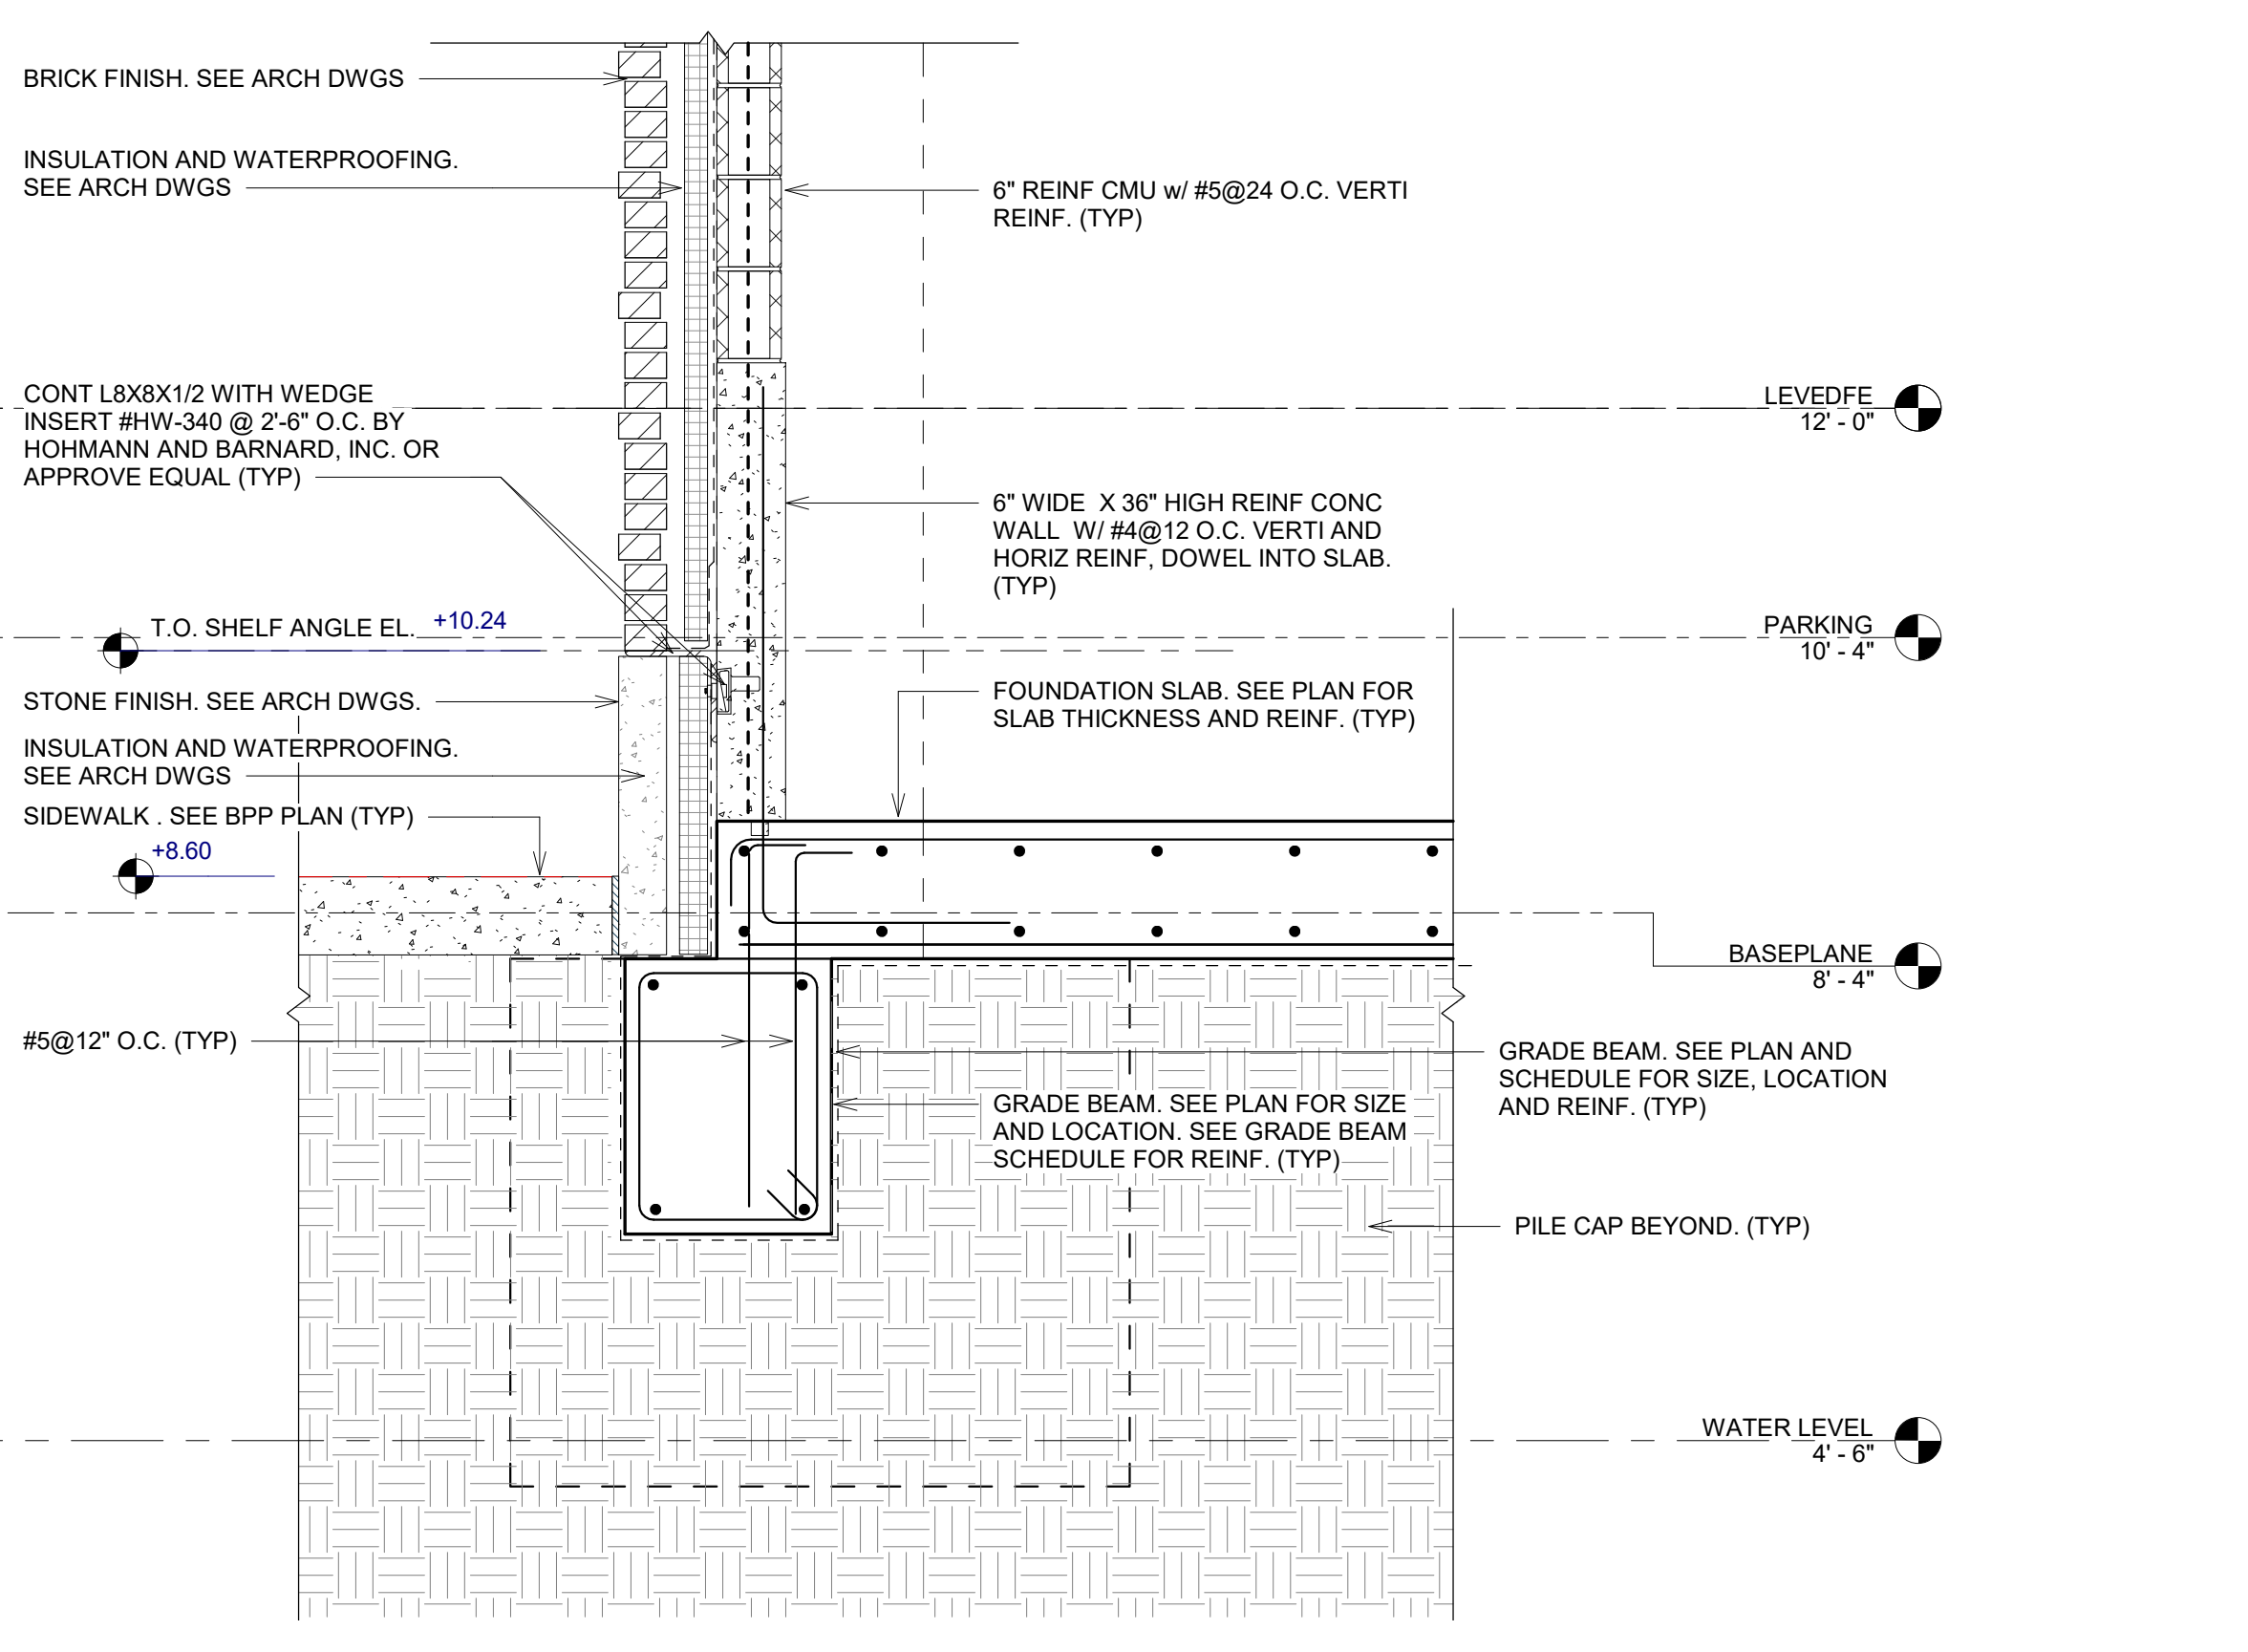 BRICK FINISH. SEE ARCH DWGS
INSULATION AND WATERPROOFING.
SEE ARCH DWGS
CONT L8X8X1/2 WITH WEDGE
INSERT #HW-340 @ 2'-6" O.C. BY
HOHMANN AND BARNARD, INC. OR
APPROVE EQUAL (TYP)
T.O. SHELF ANGLE EL. +10.24
STONE FINISH. SEE ARCH DWGS.
INSULATION AND WATERPROOFING.
SEE ARCH DWGS
SIDEWALK . SEE BPP PLAN (TYP)
+8.60
#5@12" O.C. (TYP)
6" REINF CMU w/ #5@24 O.C. VERTI
REINF. (TYP)
6" WIDE X 36" HIGH REINF CONC
WALL W/ #4@12 O.C. VERTI AND
HORIZ REINF, DOWEL INTO SLAB.
(TYP)
FOUNDATION SLAB. SEE PLAN FOR
SLAB THICKNESS AND REINF. (TYP)
GRADE BEAM. SEE PLAN FOR SIZE
AND LOCATION. SEE GRADE BEAM
SCHEDULE FOR REINF. (TYP)
LEVEDFE
12' - 0"
PARKING
10' - 4"
BASEPLANE
8' - 4"
GRADE BEAM. SEE PLAN AND
SCHEDULE FOR SIZE, LOCATION
AND REINF. (TYP)
PILE CAP BEYOND. (TYP)
WATER LEVEL
4' - 6"